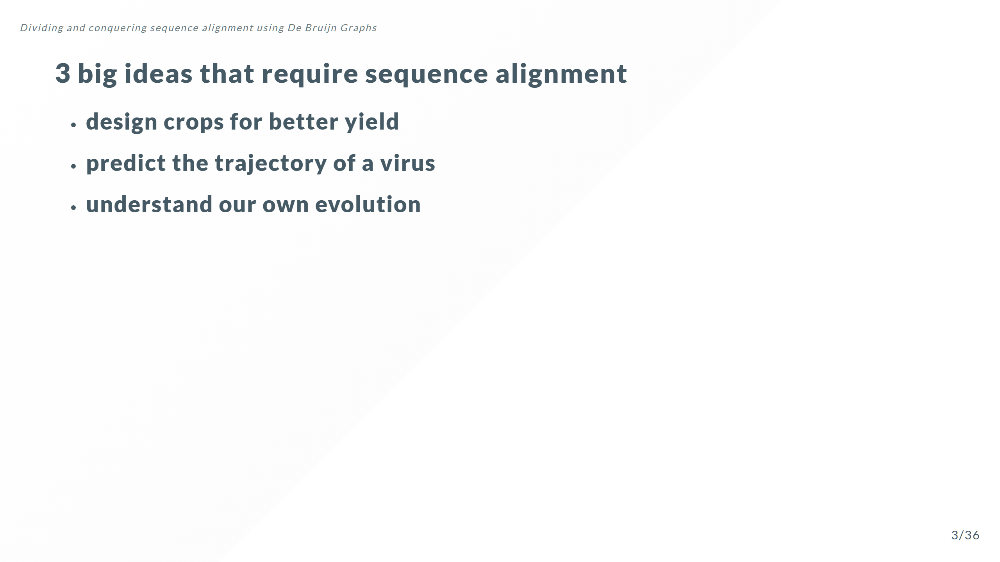 Dividing and conquering sequence alignment using De Bruijn Graphs
3 big ideas that require sequence alignment
• design crops for better yield
• predict the trajectory of a virus
• understand our own evolution
3/36